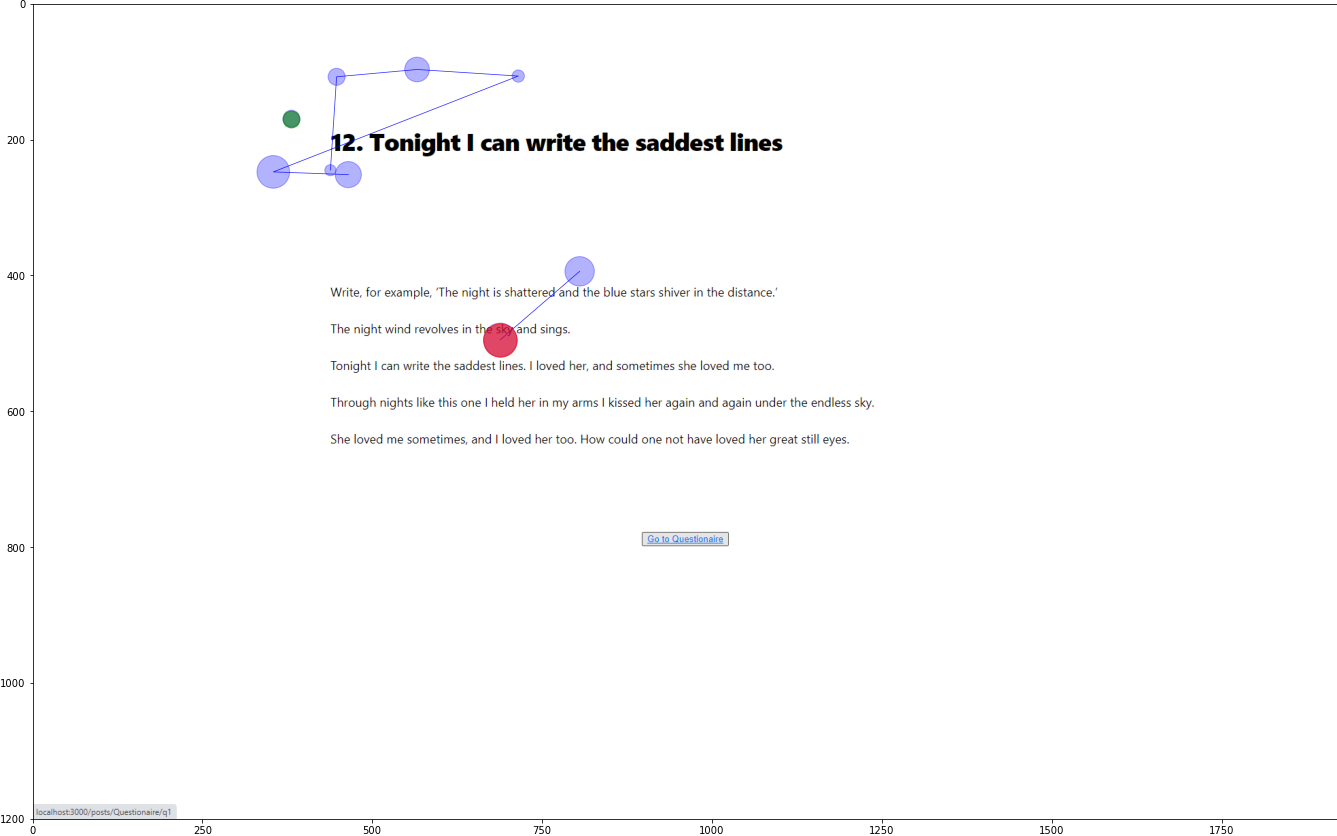 0
200
400
600
800
1000
1200
12. Tonight I can write the saddest lines
Write, for example, ‘The night is shattered and the blue stars shiver in the distance.’
The night wind revolves in the sky and sings.
Tonight I can write the saddest lines. I loved her, and sometimes she loved me too.
Through nights like this one I held her in my arms I kissed her again and again under the endless sky.
She loved me sometimes, and I loved her too. How could one not have loved her great still eyes.
Go to Questionaire
localhost:3000/posts/Questionaire/q1
0 250 500 750 1000 1250 1500 1750